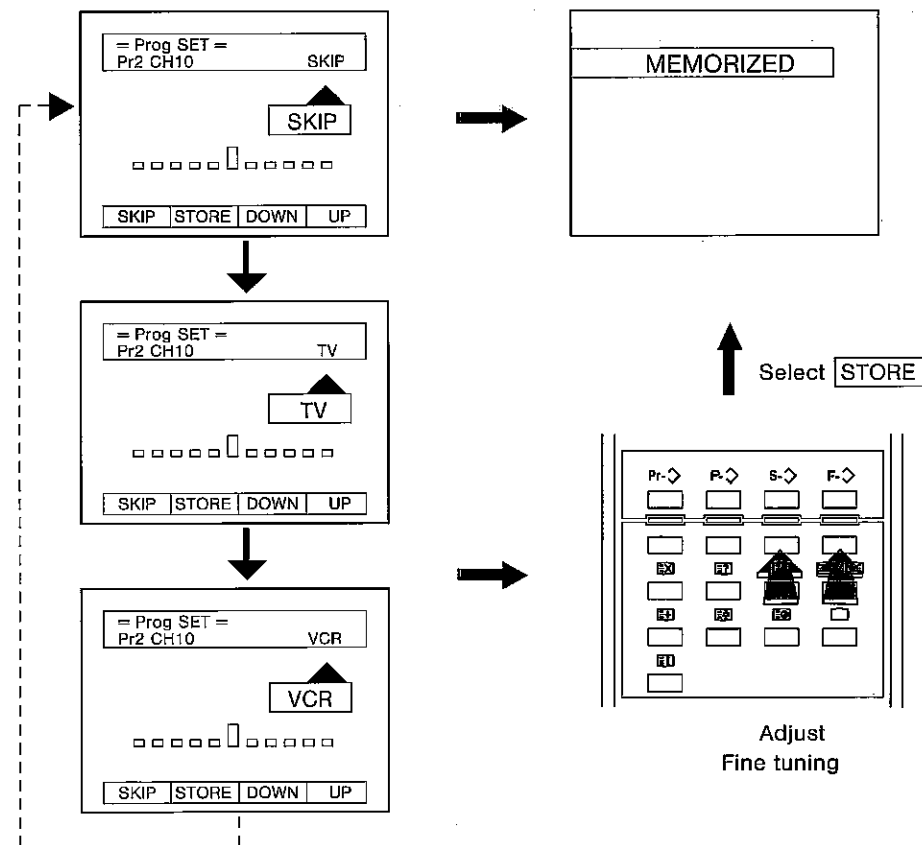 = Prog SET =
Pr2 CH10 SKIP
SKIP
SKIP STORE DOWN UP
MEMORIZED
= Prog SET =
Pr2 CH10 TV
TV
SKIP STORE DOWN UP
Select STORE
= Prog SET =
Pr2 CH10 VCR
VCR
SKIP STORE DOWN UP
Pr- P- S- F-
Adjust
Fine tuning